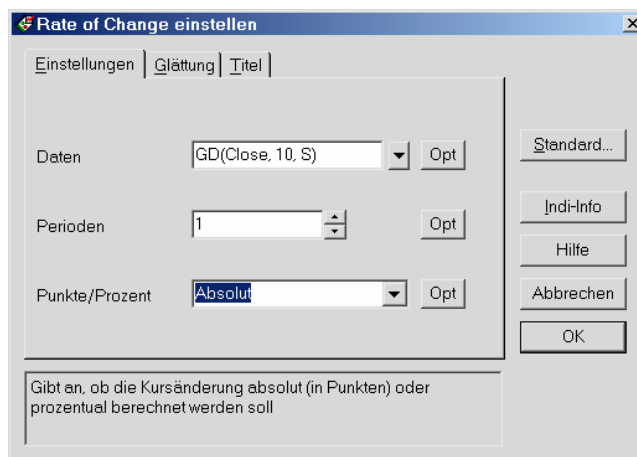 Rate of Change einstellen
Einstellungen Glättung Titel
Daten GD(Close, 10, S) Opt
Perioden 1 Opt
Punkte/Prozent Absolut Opt
Standard...
Indi-Info
Hilfe
Abbrechen
OK
Gibt an, ob die Kursänderung absolut (in Punkten) oder
prozentual berechnet werden soll